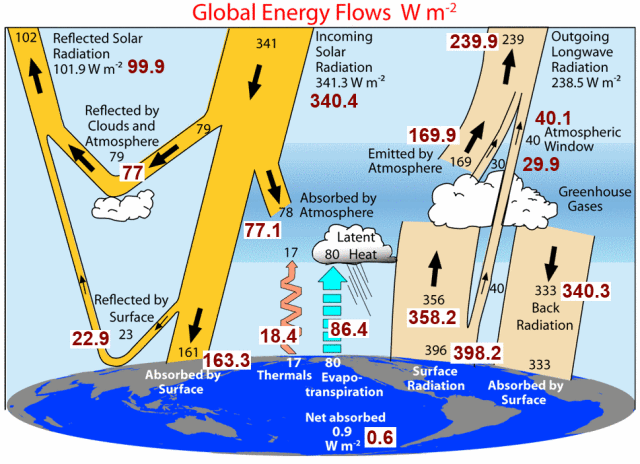 Global Energy Flows W m-2
102
Reflected Solar
Radiation
101.9 W m-2
99.9
341
Incoming
Solar
Radiation
341.3 W m-2
340.4
239.9
239
Outgoing
Longwave
Radiation
238.5 W m-2
Reflected by
Clouds and
Atmosphere
79
77
79
169.9
Emitted by
Atmosphere
169
30
40.1
40
Atmospheric
Window
29.9
Greenhouse
Gases
78
Absorbed by
Atmosphere
77.1
17
80
Latent
Heat
Reflected by
Surface
23
22.9
161
163.3
Absorbed by
Surface
18.4
17
Thermals
86.4
80
Evapo-
transpiration
356
358.2
40
396
398.2
Surface
Radiation
333
340.3
Back
Radiation
333
Absorbed by
Surface
Net absorbed
0.9
W m-2
0.6